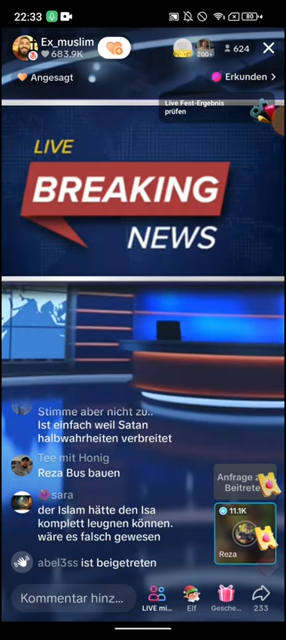 22:33
80
Ex_muslim
683.9K
624
Angesagt
Erkunden >
Live Fest-Ergebnis
prüfen
LIVE
BREAKING
NEWS
Stimme aber nicht zu..
Ist einfach weil Satan
halbwahrheiten verbreitet
Tee mit Honig
Reza Bus bauen
sara
der Islam hätte den Isa
komplett leugnen können.
wäre es falsch gewesen
abel3ss ist beigetreten
Anfrage
Beitrete
11.1K
Reza
Kommentar hinz...
LIVE mi...
Elf
Gesche...
233